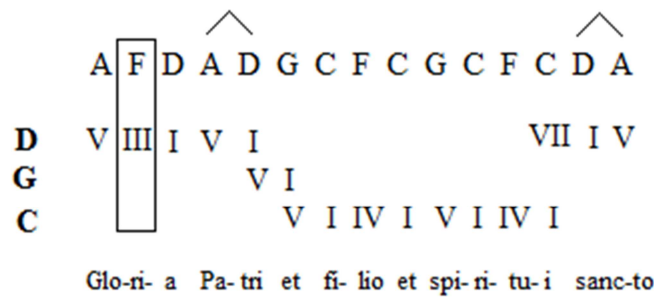 A F D A D G C F C G C F C D A
D V III I V I VII I V
G V I
C V I IV I V I IV I
Glo-ri- a Pa- tri et fi- lio et spi- ri- tu- i sanc-to